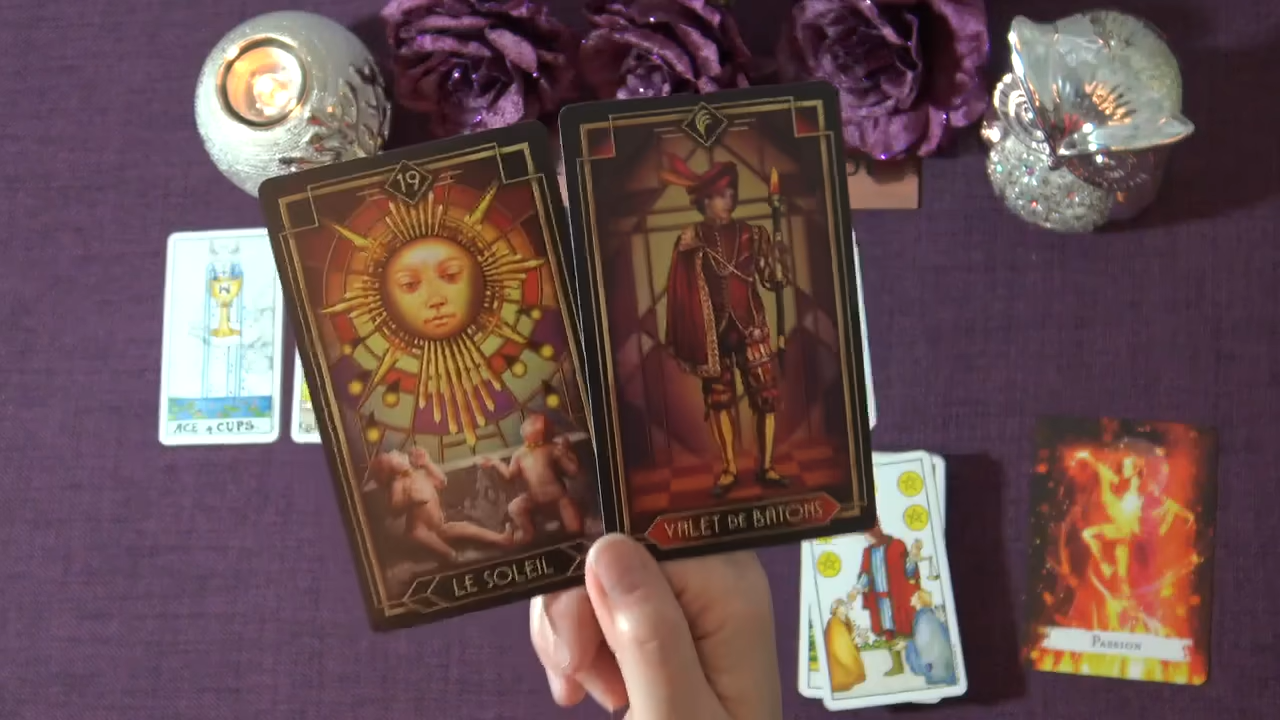 19
LE SOLEIL
VALET DE BATONS
ACE of CUPS
PASSION